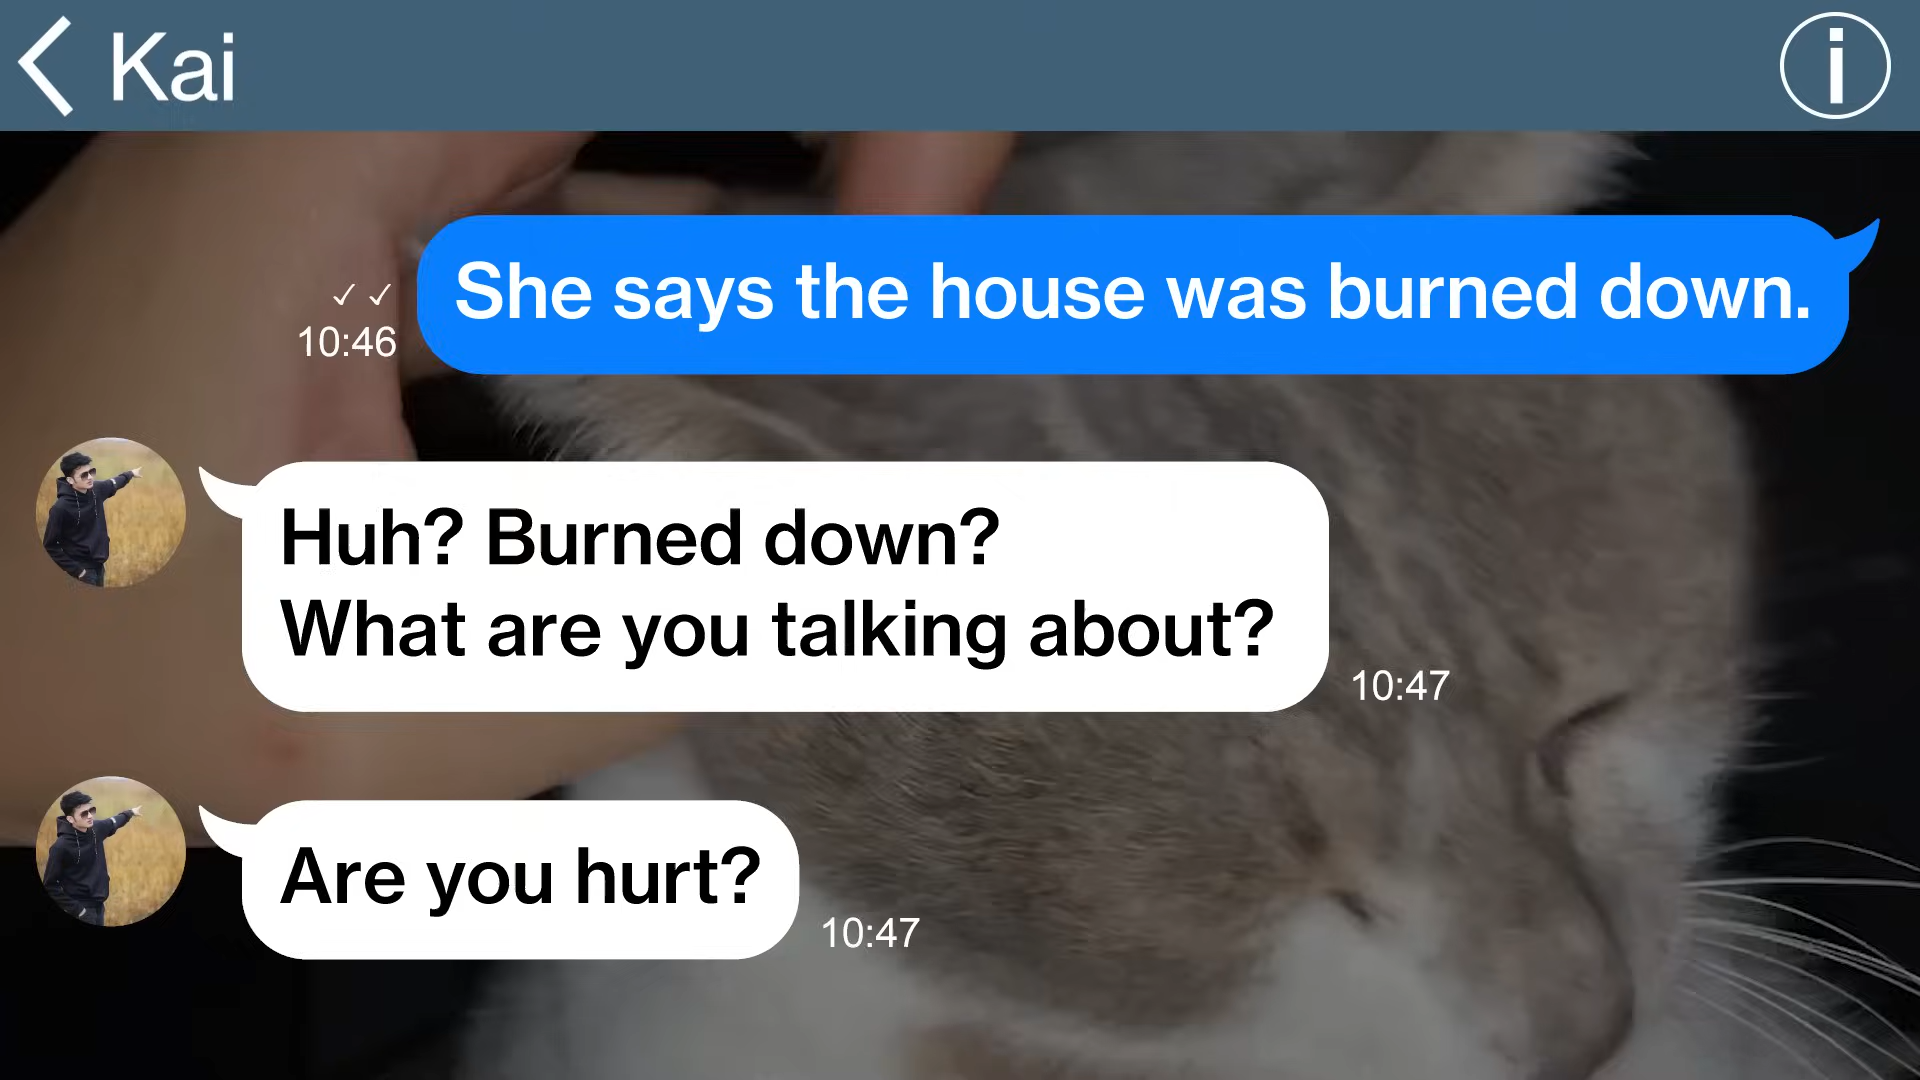 Kai
She says the house was burned down.
✓✓
10:46
Huh? Burned down?
What are you talking about?
10:47
Are you hurt?
10:47